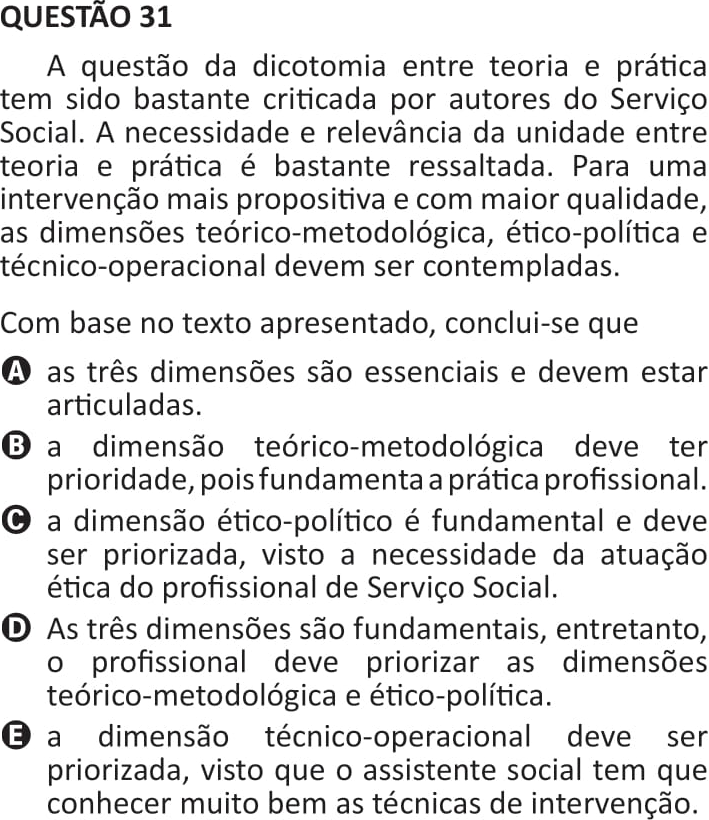 QUESTÃO 31
A questão da dicotomia entre teoria e prática
tem sido bastante criticada por autores do Serviço
Social. A necessidade e relevância da unidade entre
teoria e prática é bastante ressaltada. Para uma
intervenção mais propositiva e com maior qualidade,
as dimensões teórico-metodológica, ético-política e
técnico-operacional devem ser contempladas.
Com base no texto apresentado, conclui-se que
A as três dimensões são essenciais e devem estar
articuladas.
B a dimensão teórico-metodológica deve ter
prioridade, pois fundamenta a prática profissional.
C a dimensão ético-político é fundamental e deve
ser priorizada, visto a necessidade da atuação
ética do profissional de Serviço Social.
D As três dimensões são fundamentais, entretanto,
o profissional deve priorizar as dimensões
teórico-metodológica e ético-política.
E a dimensão técnico-operacional deve ser
priorizada, visto que o assistente social tem que
conhecer muito bem as técnicas de intervenção.